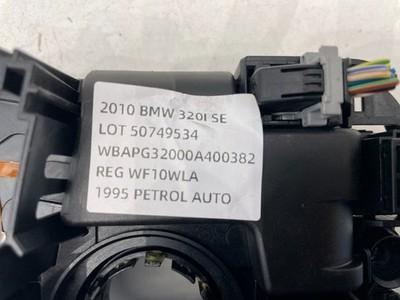 2010 BMW 320I SE
LOT 50749534
WBAPG32000A400382
REG WF10WLA
1995 PETROL AUTO